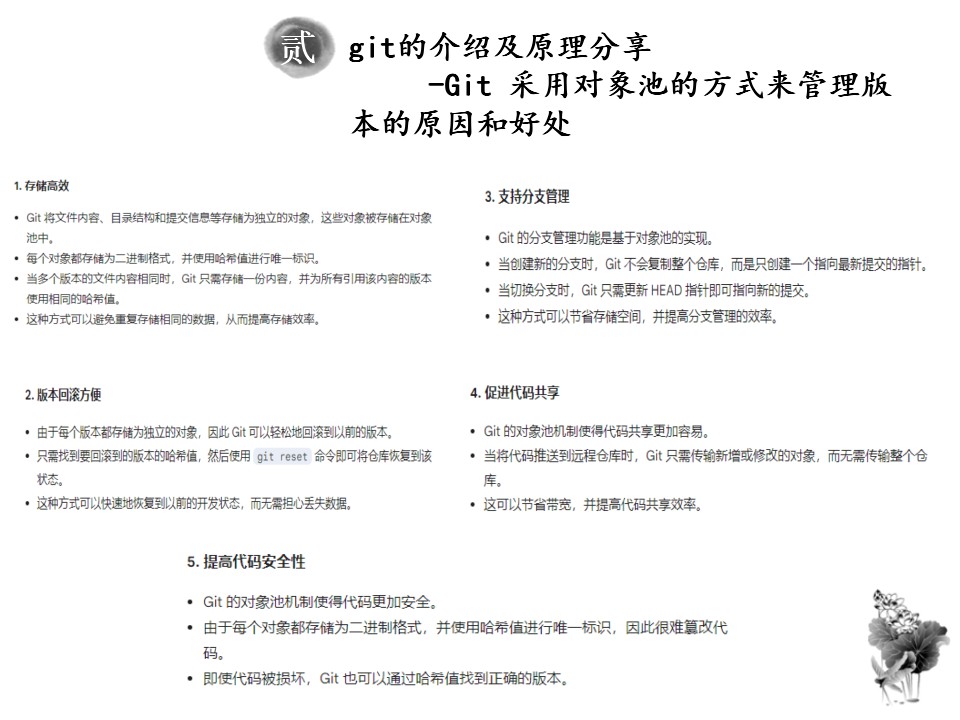 贰
git的介绍及原理分享
-Git 采用对象池的方式来管理版
本的原因和好处
1. 存储高效
• Git 将文件内容、目录结构和提交信息等存储为独立的对象，这些对象被存储在对象
池中。
• 每个对象都存储为二进制格式，并使用哈希值进行唯一标识。
• 当多个版本的文件内容相同时，Git 只需存储一份内容，并为所有引用该内容的版本
使用相同的哈希值。
• 这种方式可以避免重复存储相同的数据，从而提高存储效率。
2. 版本回滚方便
• 由于每个版本都存储为独立的对象，因此 Git 可以轻松地回滚到以前的版本。
• 只需找到要回滚到的版本的哈希值，然后使用 git reset 命令即可将仓库恢复到该
状态。
• 这种方式可以快速地恢复到以前的开发状态，而无需担心丢失数据。
3. 支持分支管理
• Git 的分支管理功能是基于对象池的实现。
• 当创建新的分支时，Git 不会复制整个仓库，而是只创建一个指向最新提交的指针。
• 当切换分支时，Git 只需更新 HEAD 指针即可指向新的提交。
• 这种方式可以节省存储空间，并提高分支管理的效率。
4. 促进代码共享
• Git 的对象池机制使得代码共享更加容易。
• 当将代码推送到远程仓库时，Git 只需传输新增或修改的对象，而无需传输整个仓
库。
• 这可以节省带宽，并提高代码共享效率。
5. 提高代码安全性
• Git 的对象池机制使得代码更加安全。
• 由于每个对象都存储为二进制格式，并使用哈希值进行唯一标识，因此很难篡改代
码。
• 即使代码被损坏，Git 也可以通过哈希值找到正确的版本。